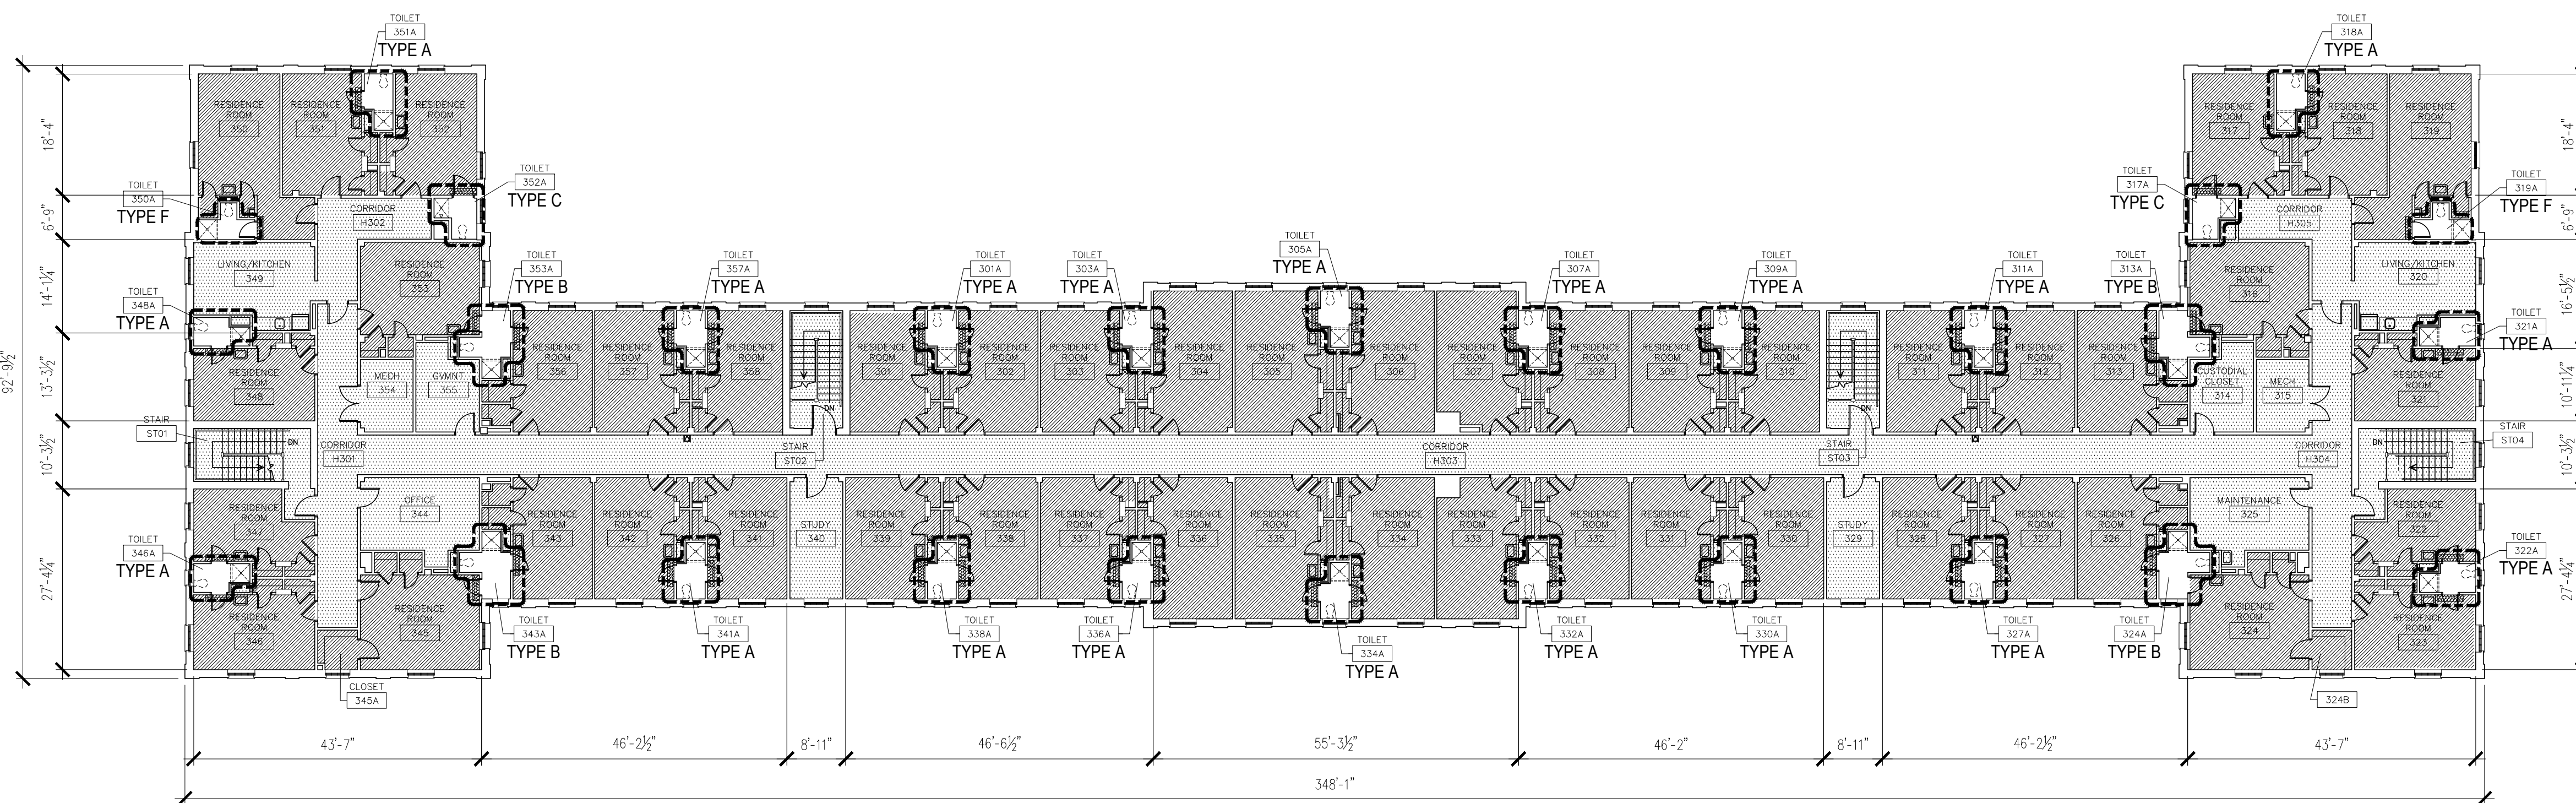 TOILET
351A
TYPE A
TOILET
318A
TYPE A
RESIDENCE
ROOM
350
RESIDENCE
ROOM
351
RESIDENCE
ROOM
352
RESIDENCE
ROOM
317
RESIDENCE
ROOM
318
RESIDENCE
ROOM
319
18'-4"
18'-4"
TOILET
350A
TYPE F
TOILET
352A
TYPE C
TOILET
317A
TYPE C
TOILET
319A
TYPE F
6'-9"
6'-9"
CORRIDOR
H302
CORRIDOR
H305
LIVING/KITCHEN
349
RESIDENCE
ROOM
353
TOILET
353A
TYPE B
TOILET
357A
TYPE A
TOILET
301A
TYPE A
TOILET
303A
TYPE A
TOILET
305A
TYPE A
TOILET
307A
TYPE A
TOILET
309A
TYPE A
TOILET
311A
TYPE A
TOILET
313A
TYPE B
RESIDENCE
ROOM
316
LIVING/KITCHEN
320
14'-1¼"
16'-5½"
TOILET
348A
TYPE A
TOILET
321A
TYPE A
92'-9½"
13'-3½"
10'-11¼"
RESIDENCE
ROOM
348
MECH
354
GVMNT
355
RESIDENCE
ROOM
356
RESIDENCE
ROOM
357
RESIDENCE
ROOM
358
DN
RESIDENCE
ROOM
301
RESIDENCE
ROOM
302
RESIDENCE
ROOM
303
RESIDENCE
ROOM
304
RESIDENCE
ROOM
305
RESIDENCE
ROOM
306
RESIDENCE
ROOM
307
RESIDENCE
ROOM
308
RESIDENCE
ROOM
309
RESIDENCE
ROOM
310
DN
RESIDENCE
ROOM
311
RESIDENCE
ROOM
312
RESIDENCE
ROOM
313
CUSTODIAL
CLOSET
314
MECH
315
RESIDENCE
ROOM
321
STAIR
ST01
DN
CORRIDOR
H301
STAIR
ST02
CORRIDOR
H303
STAIR
ST03
CORRIDOR
H304
DN
STAIR
ST04
10'-3½"
10'-3½"
RESIDENCE
ROOM
347
OFFICE
344
RESIDENCE
ROOM
343
RESIDENCE
ROOM
342
RESIDENCE
ROOM
341
STUDY
340
RESIDENCE
ROOM
339
RESIDENCE
ROOM
338
RESIDENCE
ROOM
337
RESIDENCE
ROOM
336
RESIDENCE
ROOM
335
RESIDENCE
ROOM
334
RESIDENCE
ROOM
333
RESIDENCE
ROOM
332
RESIDENCE
ROOM
331
RESIDENCE
ROOM
330
STUDY
329
RESIDENCE
ROOM
328
RESIDENCE
ROOM
327
RESIDENCE
ROOM
326
MAINTENANCE
325
RESIDENCE
ROOM
322
TOILET
346A
TYPE A
TOILET
322A
TYPE A
27'-4¼"
27'-4¼"
RESIDENCE
ROOM
346
RESIDENCE
ROOM
345
TOILET
343A
TYPE B
TOILET
341A
TYPE A
TOILET
338A
TYPE A
TOILET
336A
TYPE A
TOILET
334A
TYPE A
TOILET
332A
TYPE A
TOILET
330A
TYPE A
TOILET
327A
TYPE A
TOILET
324A
TYPE B
RESIDENCE
ROOM
324
RESIDENCE
ROOM
323
CLOSET
345A
324B
43'-7"
46'-2½"
8'-11"
46'-6½"
55'-3½"
46'-2"
8'-11"
46'-2½"
43'-7"
348'-1"